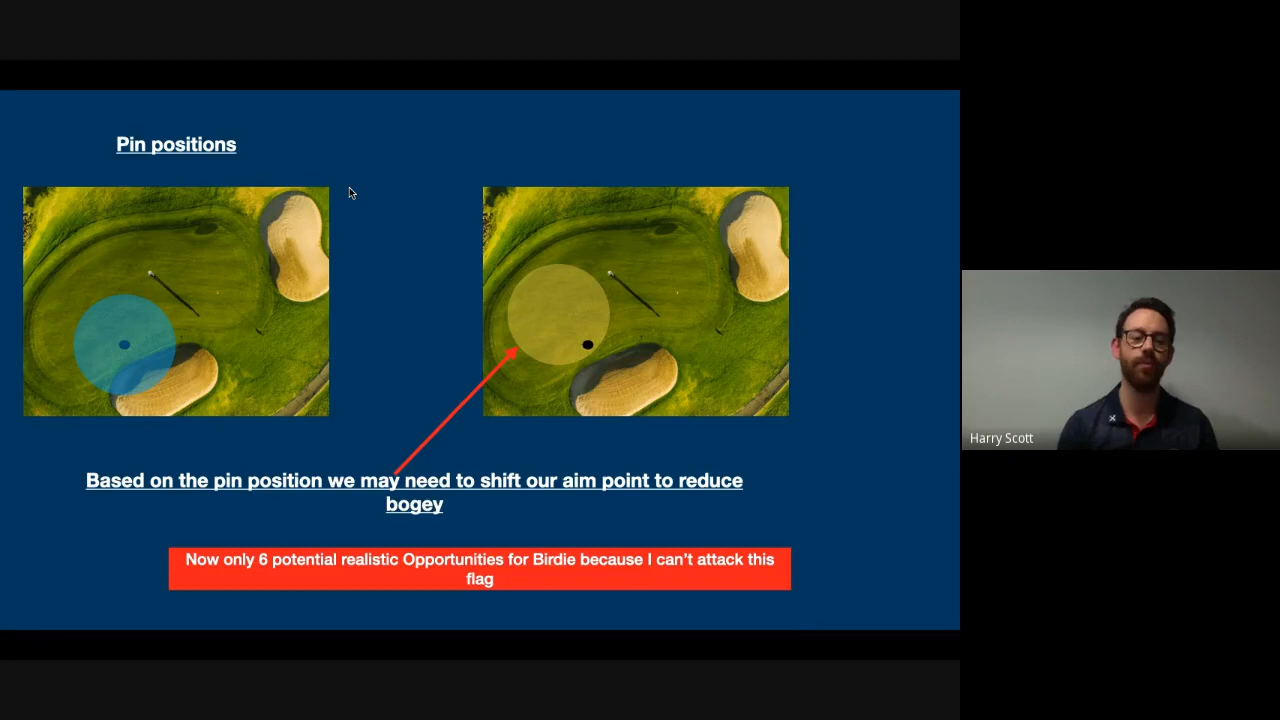 Pin positions
Based on the pin position we may need to shift our aim point to reduce
bogey
Now only 6 potential realistic Opportunities for Birdie because I can't attack this
flag
Harry Scott